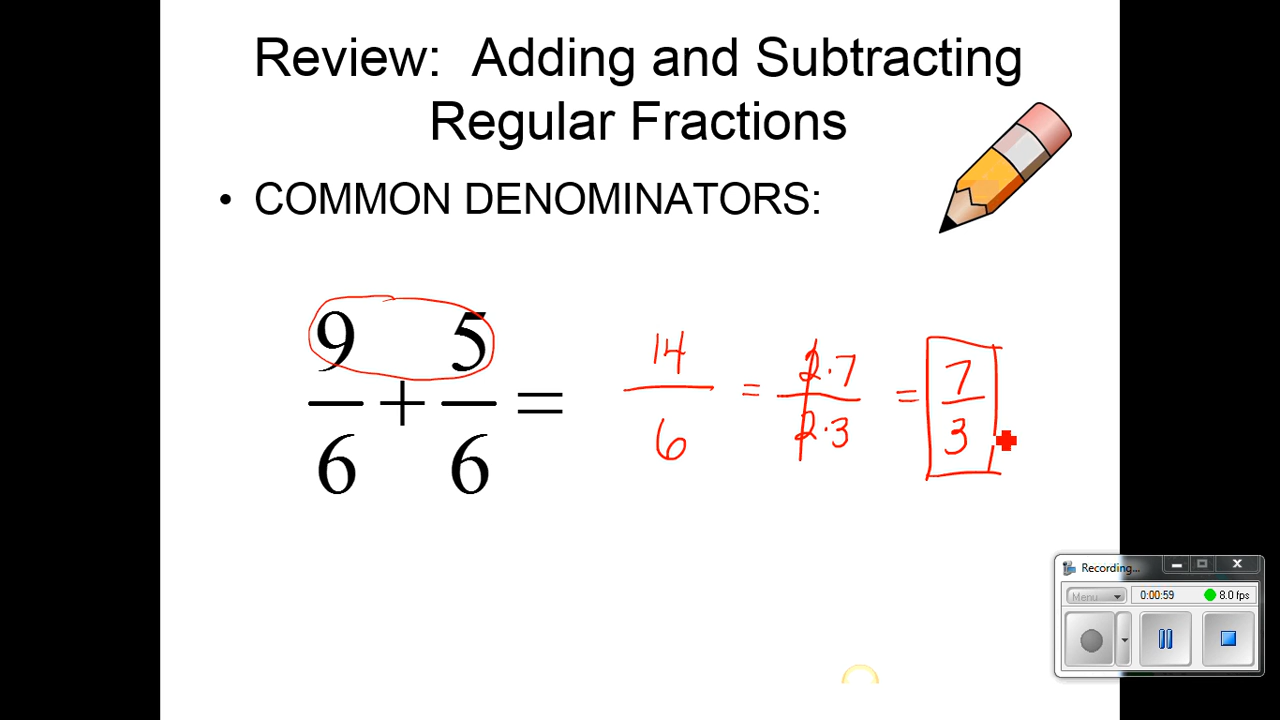 Review: Adding and Subtracting
Regular Fractions
• COMMON DENOMINATORS:
9/6 + 5/6 = 14/6 = 2·7/2·3 = 7/3
Recording...
Menu
0:00:59
8.0 fps